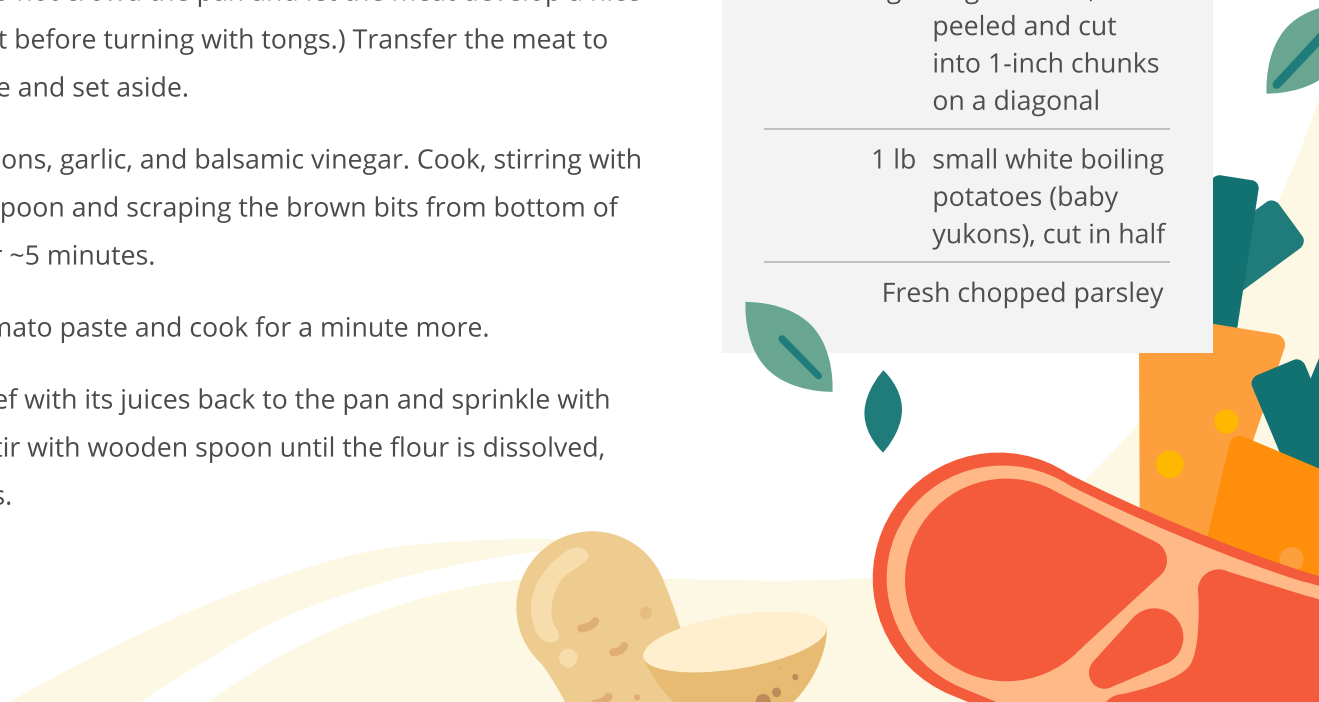 t before turning with tongs.) Transfer the meat to
e and set aside.
ons, garlic, and balsamic vinegar. Cook, stirring with
poon and scraping the brown bits from bottom of
r ~5 minutes.
mato paste and cook for a minute more.
ef with its juices back to the pan and sprinkle with
tir with wooden spoon until the flour is dissolved,
s.
peeled and cut
into 1-inch chunks
on a diagonal
1 lb small white boiling
potatoes (baby
yukons), cut in half
Fresh chopped parsley